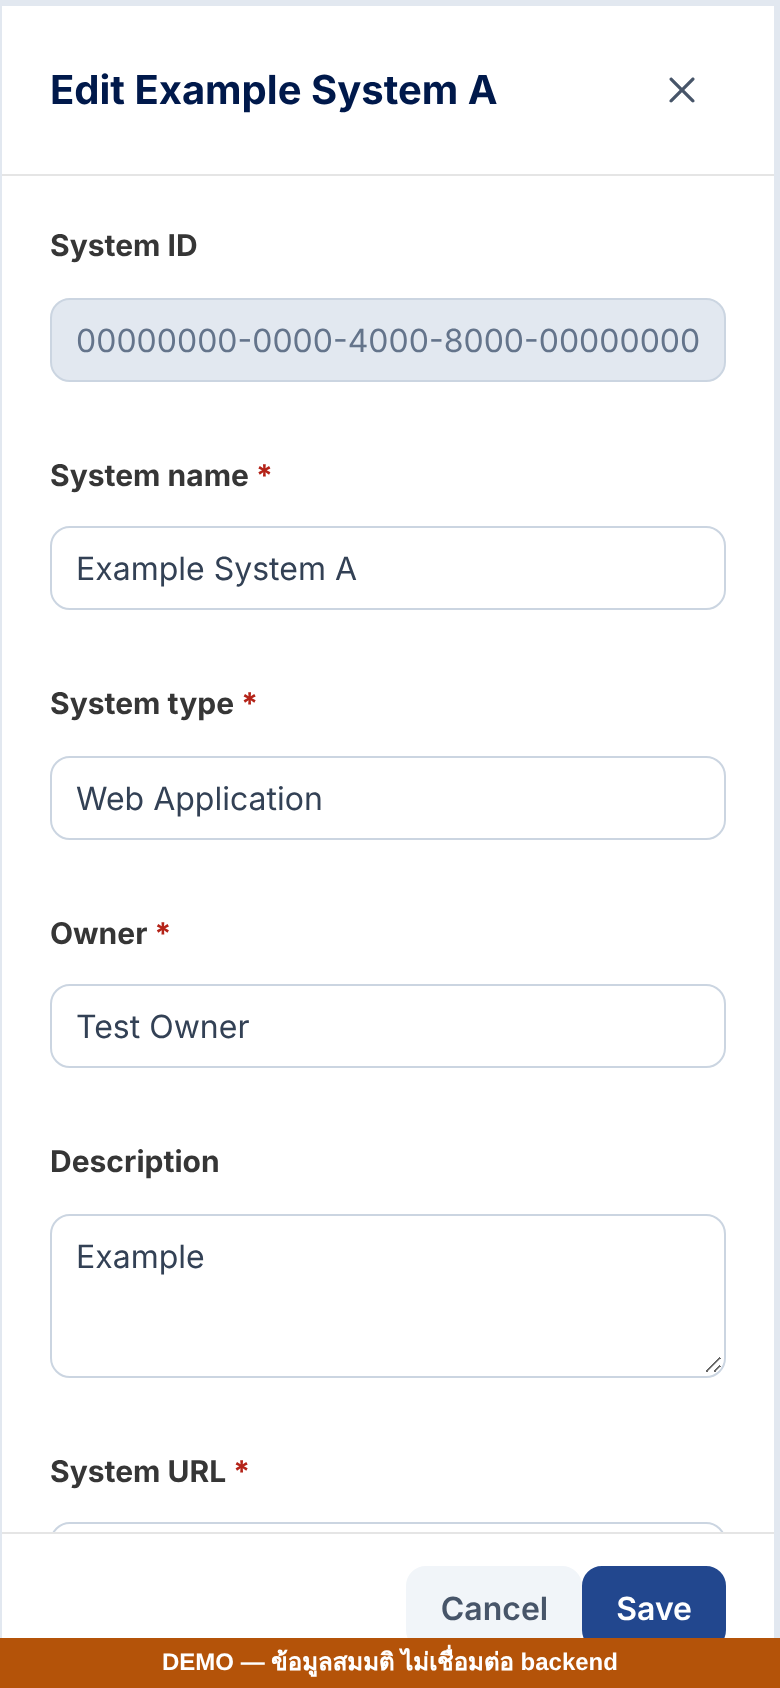 Edit Example System A
System ID
00000000-0000-4000-8000-00000000
System name *
Example System A
System type *
Web Application
Owner *
Test Owner
Description
Example
System URL *
Cancel
Save
DEMO — ข้อมูลสมมติ ไม่เชื่อมต่อ backend